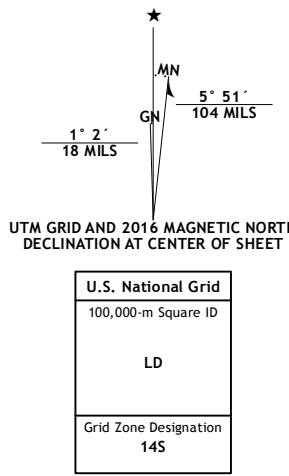 MN
GN
5° 51´
104 MILS
1° 2´
18 MILS
UTM GRID AND 2016 MAGNETIC NORTH
DECLINATION AT CENTER OF SHEET
U.S. National Grid
100,000-m Square ID
LD
Grid Zone Designation
14S